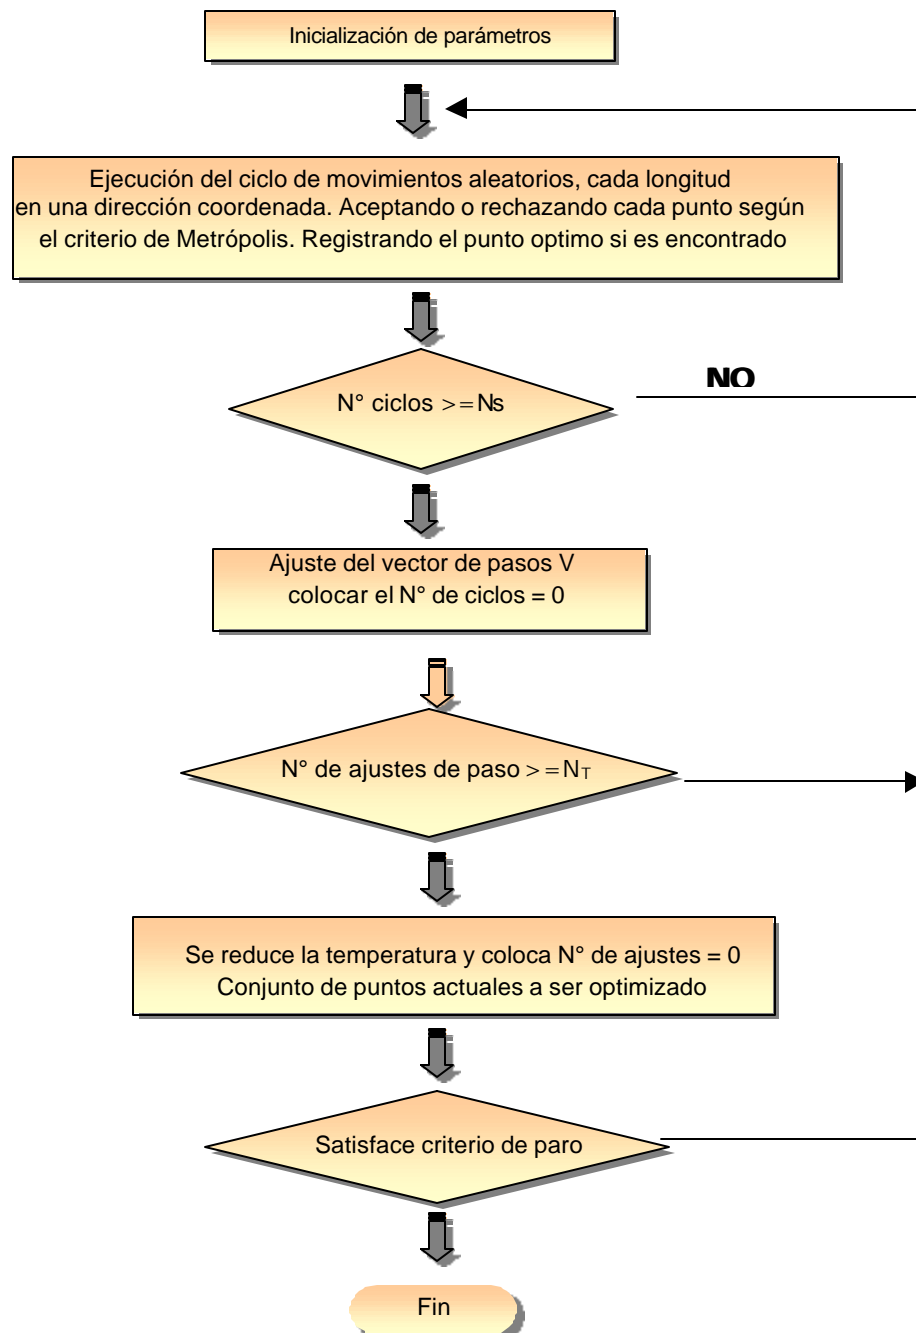 Inicialización de parámetros
Ejecución del ciclo de movimientos aleatorios, cada longitud
en una dirección coordenada. Aceptando o rechazando cada punto según
el criterio de Metrópolis. Registrando el punto optimo si es encontrado
N° ciclos >=Ns
NO
Ajuste del vector de pasos V
colocar el N° de ciclos = 0
N° de ajustes de paso >=NT
Se reduce la temperatura y coloca N° de ajustes = 0
Conjunto de puntos actuales a ser optimizado
Satisface criterio de paro
Fin